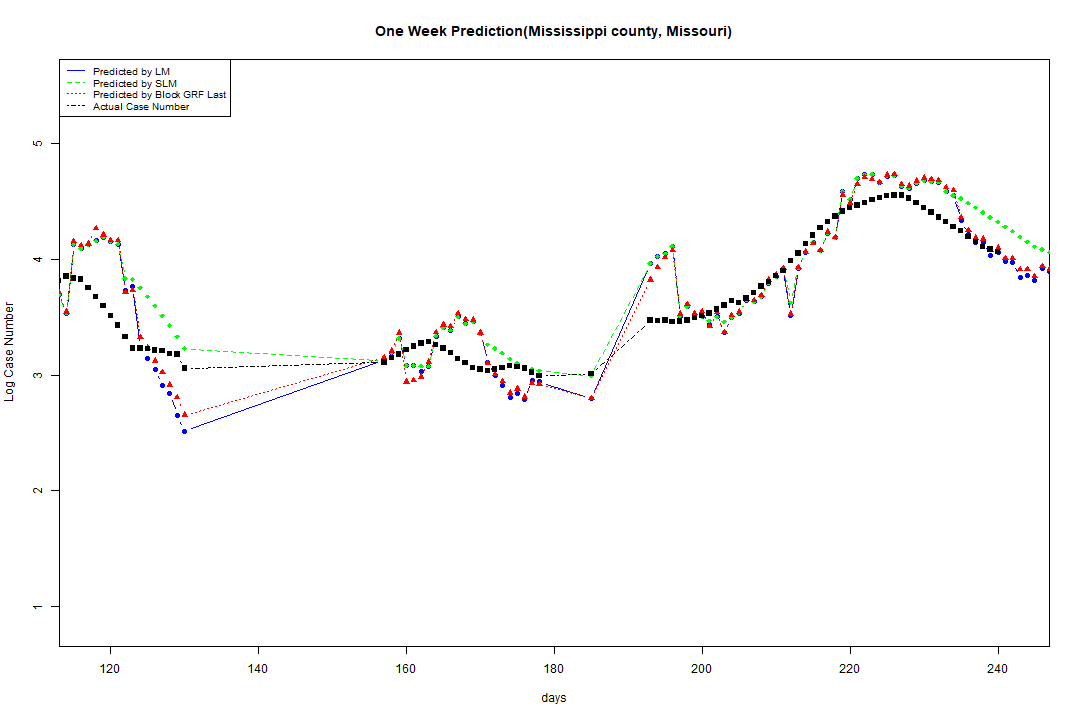 One Week Prediction(Mississippi county, Missouri)
Predicted by LM
Predicted by SLM
Predicted by Block GRF Last
Actual Case Number
5
4
3
2
1
Log Case Number
120 140 160 180 200 220 240
days